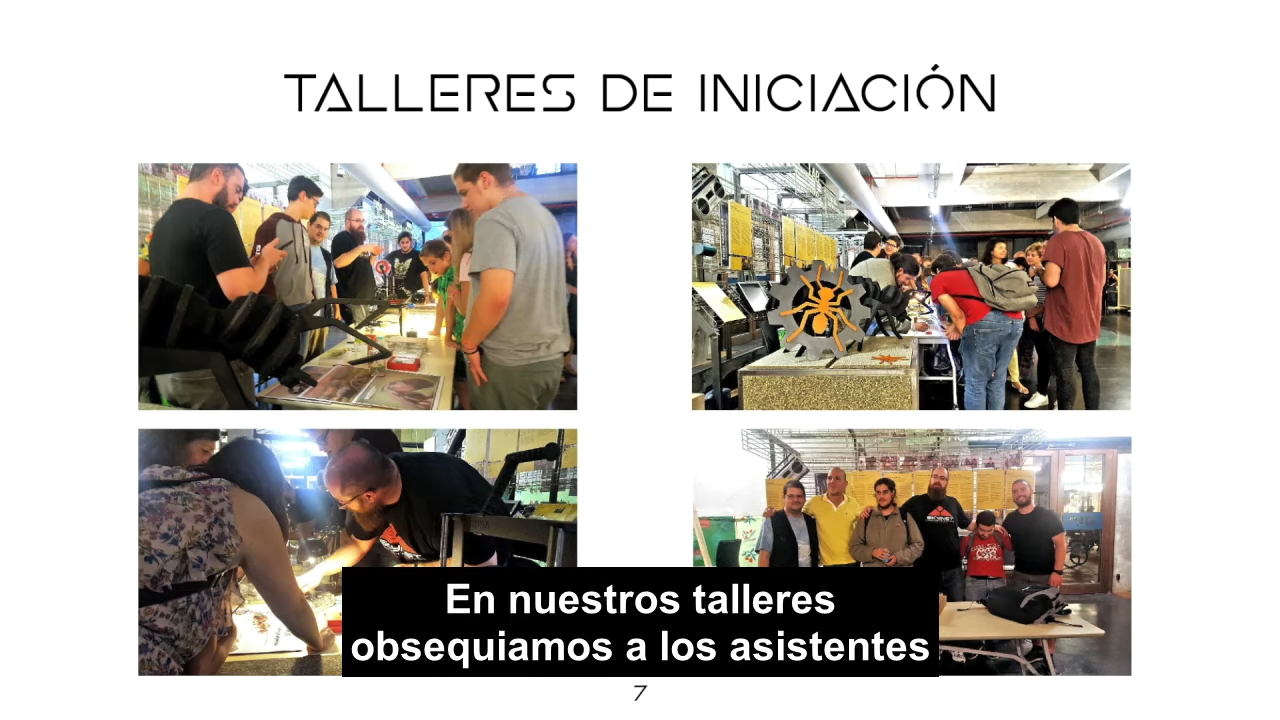 TALLERES DE INICIACIÓN
En nuestros talleres
obsequiamos a los asistentes
7